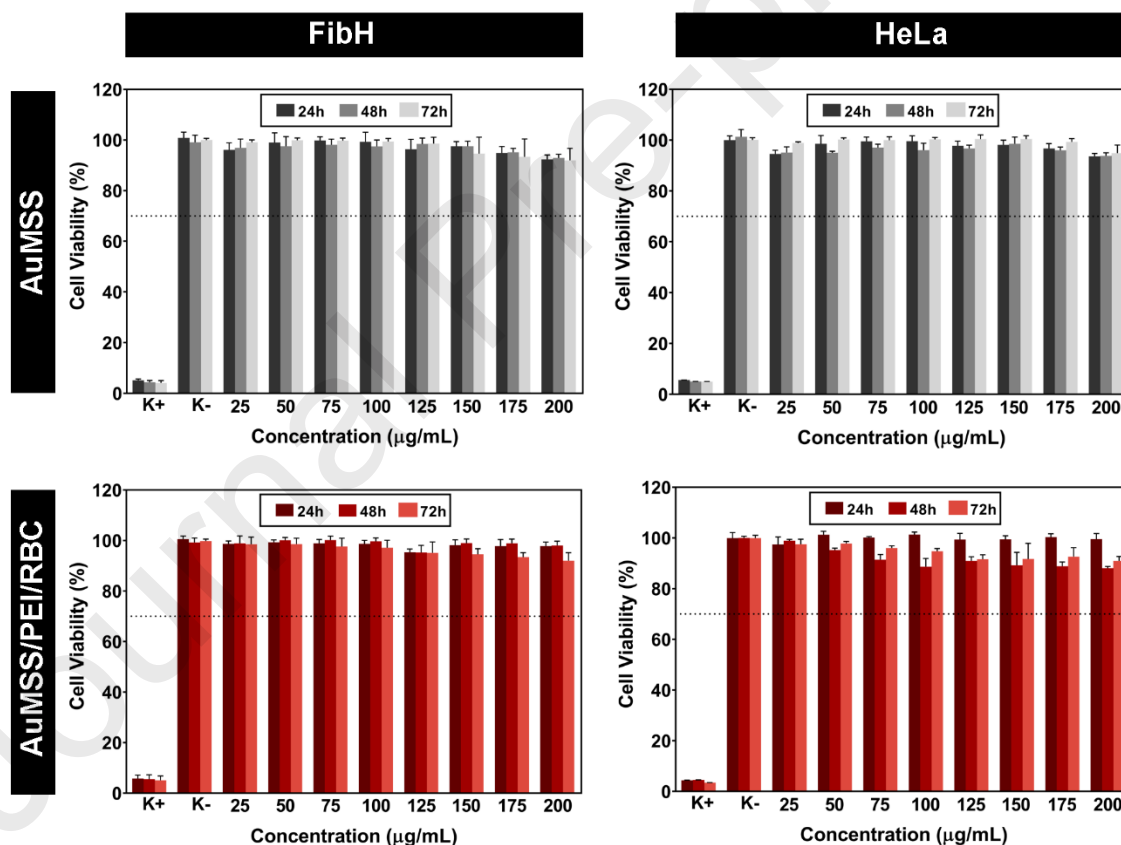 FibH
HeLa
AuMSS
120
100
80
60
40
20
0
Cell Viability (%)
24h 48h 72h
K+ K- 25 50 75 100 125 150 175 200
Concentration (μg/mL)
120
100
80
60
40
20
0
Cell Viability (%)
24h 48h 72h
K+ K- 25 50 75 100 125 150 175 200
Concentration (μg/mL)
AuMSS/PEI/RBC
120
100
80
60
40
20
0
Cell Viability (%)
24h 48h 72h
K+ K- 25 50 75 100 125 150 175 200
Concentration (μg/mL)
120
100
80
60
40
20
0
Cell Viability (%)
24h 48h 72h
K+ K- 25 50 75 100 125 150 175 200
Concentration (μg/mL)
Journal Pre-p